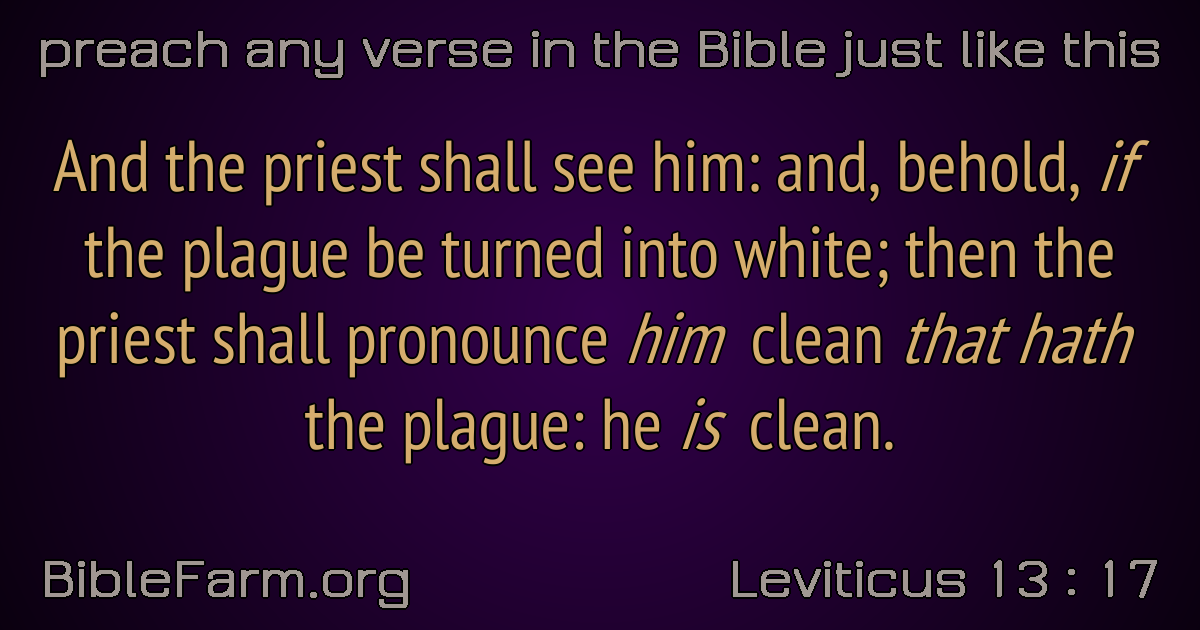 preach any verse in the Bible just like this
And the priest shall see him: and, behold, if
the plague be turned into white; then the
priest shall pronounce him clean that hath
the plague: he is clean.
BibleFarm.org
Leviticus 13 : 17